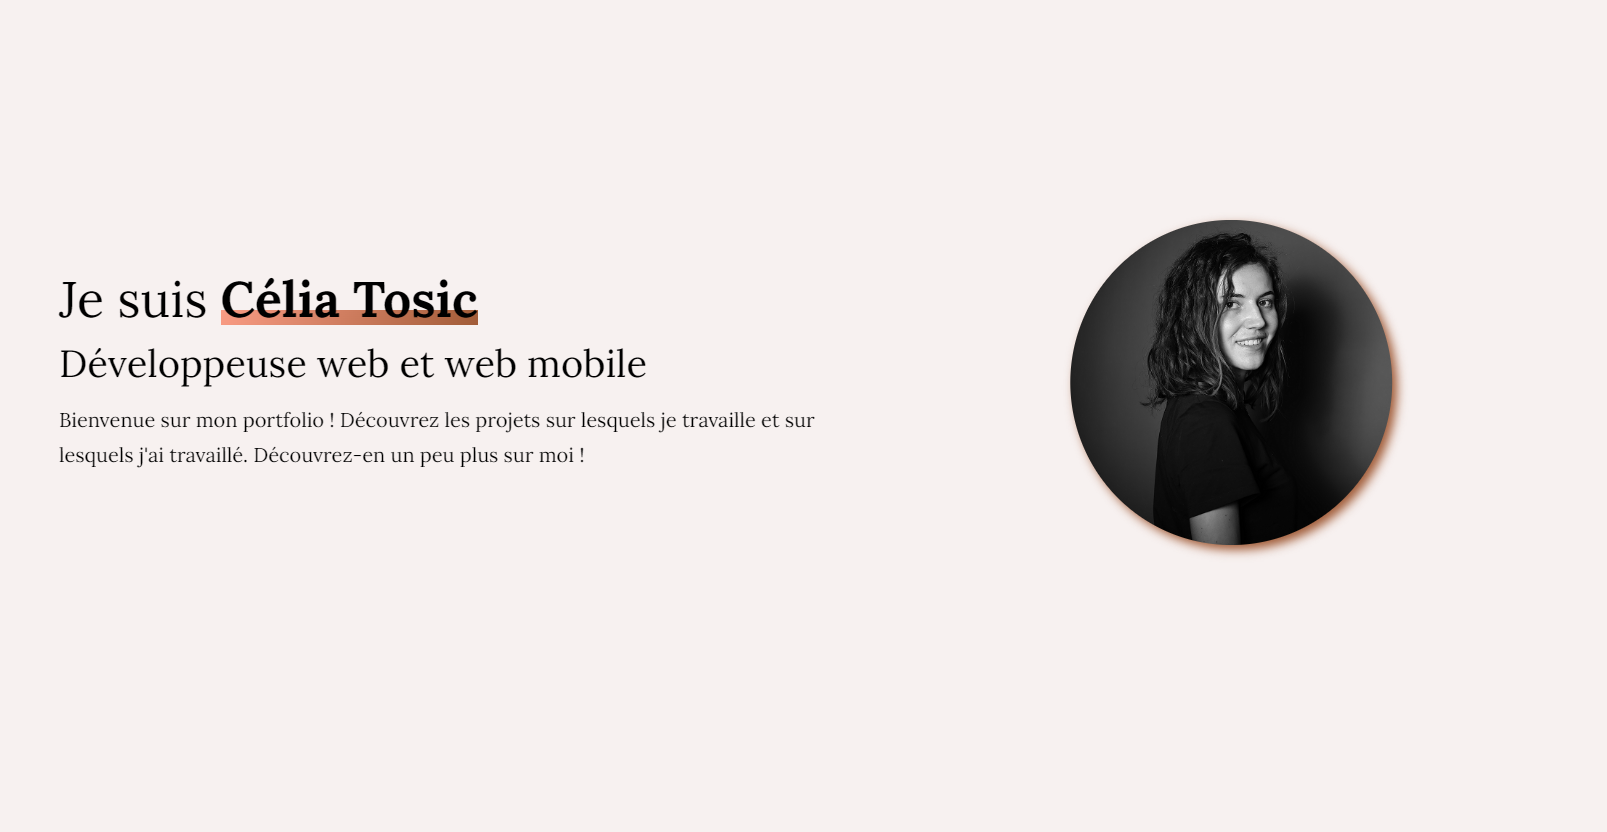 Je suis Célia Tosic
Développeuse web et web mobile
Bienvenue sur mon portfolio ! Découvrez les projets sur lesquels je travaille et sur
lesquels j'ai travaillé. Découvrez-en un peu plus sur moi !